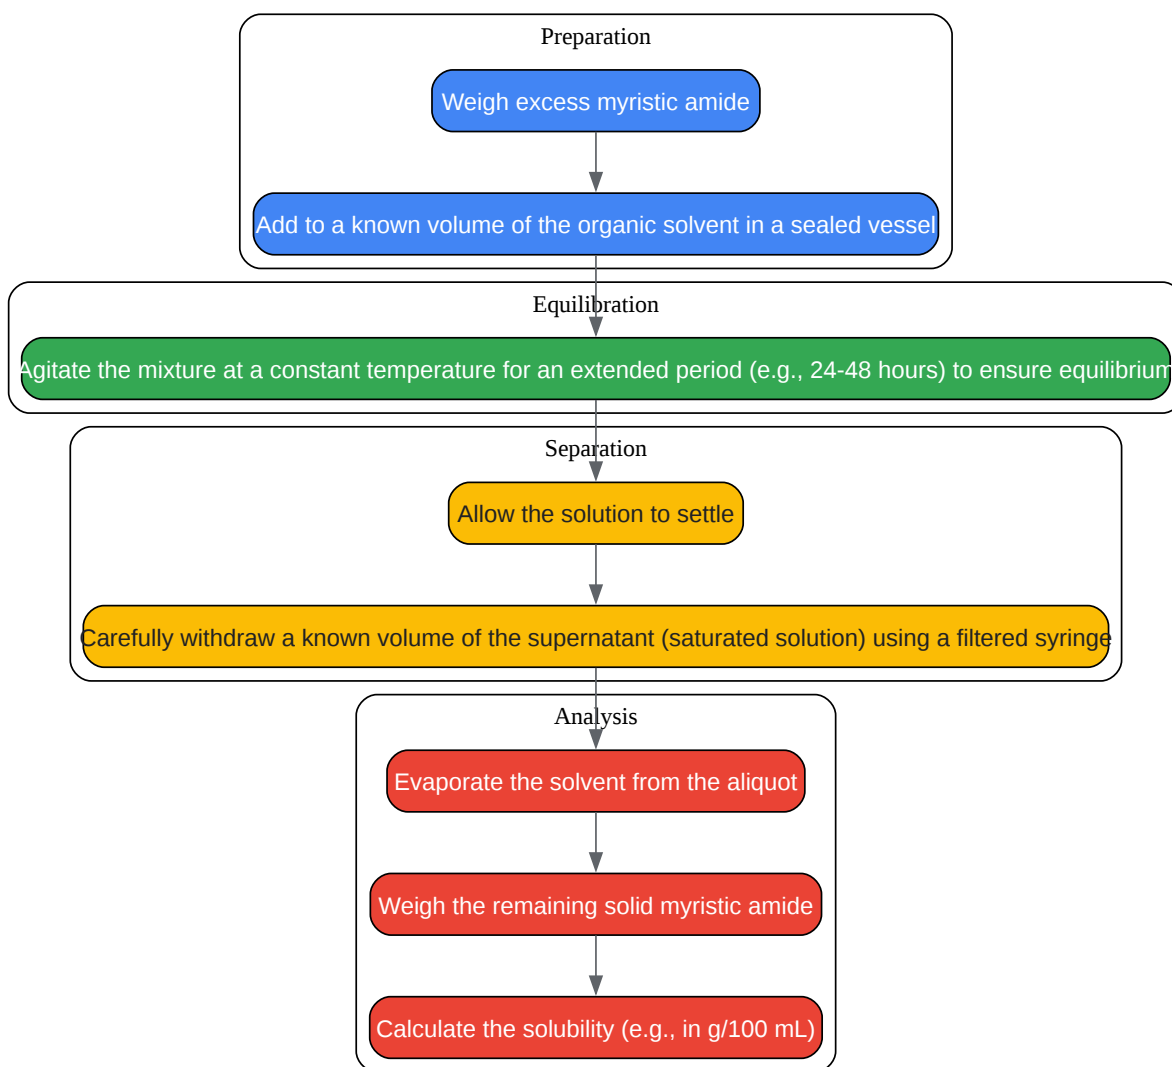 Preparation
Weigh excess myristic amide
Add to a known volume of the organic solvent in a sealed vessel
Equilibration
Agitate the mixture at a constant temperature for an extended period (e.g., 24-48 hours) to ensure equilibrium
Separation
Allow the solution to settle
Carefully withdraw a known volume of the supernatant (saturated solution) using a filtered syringe
Analysis
Evaporate the solvent from the aliquot
Weigh the remaining solid myristic amide
Calculate the solubility (e.g., in g/100 mL)